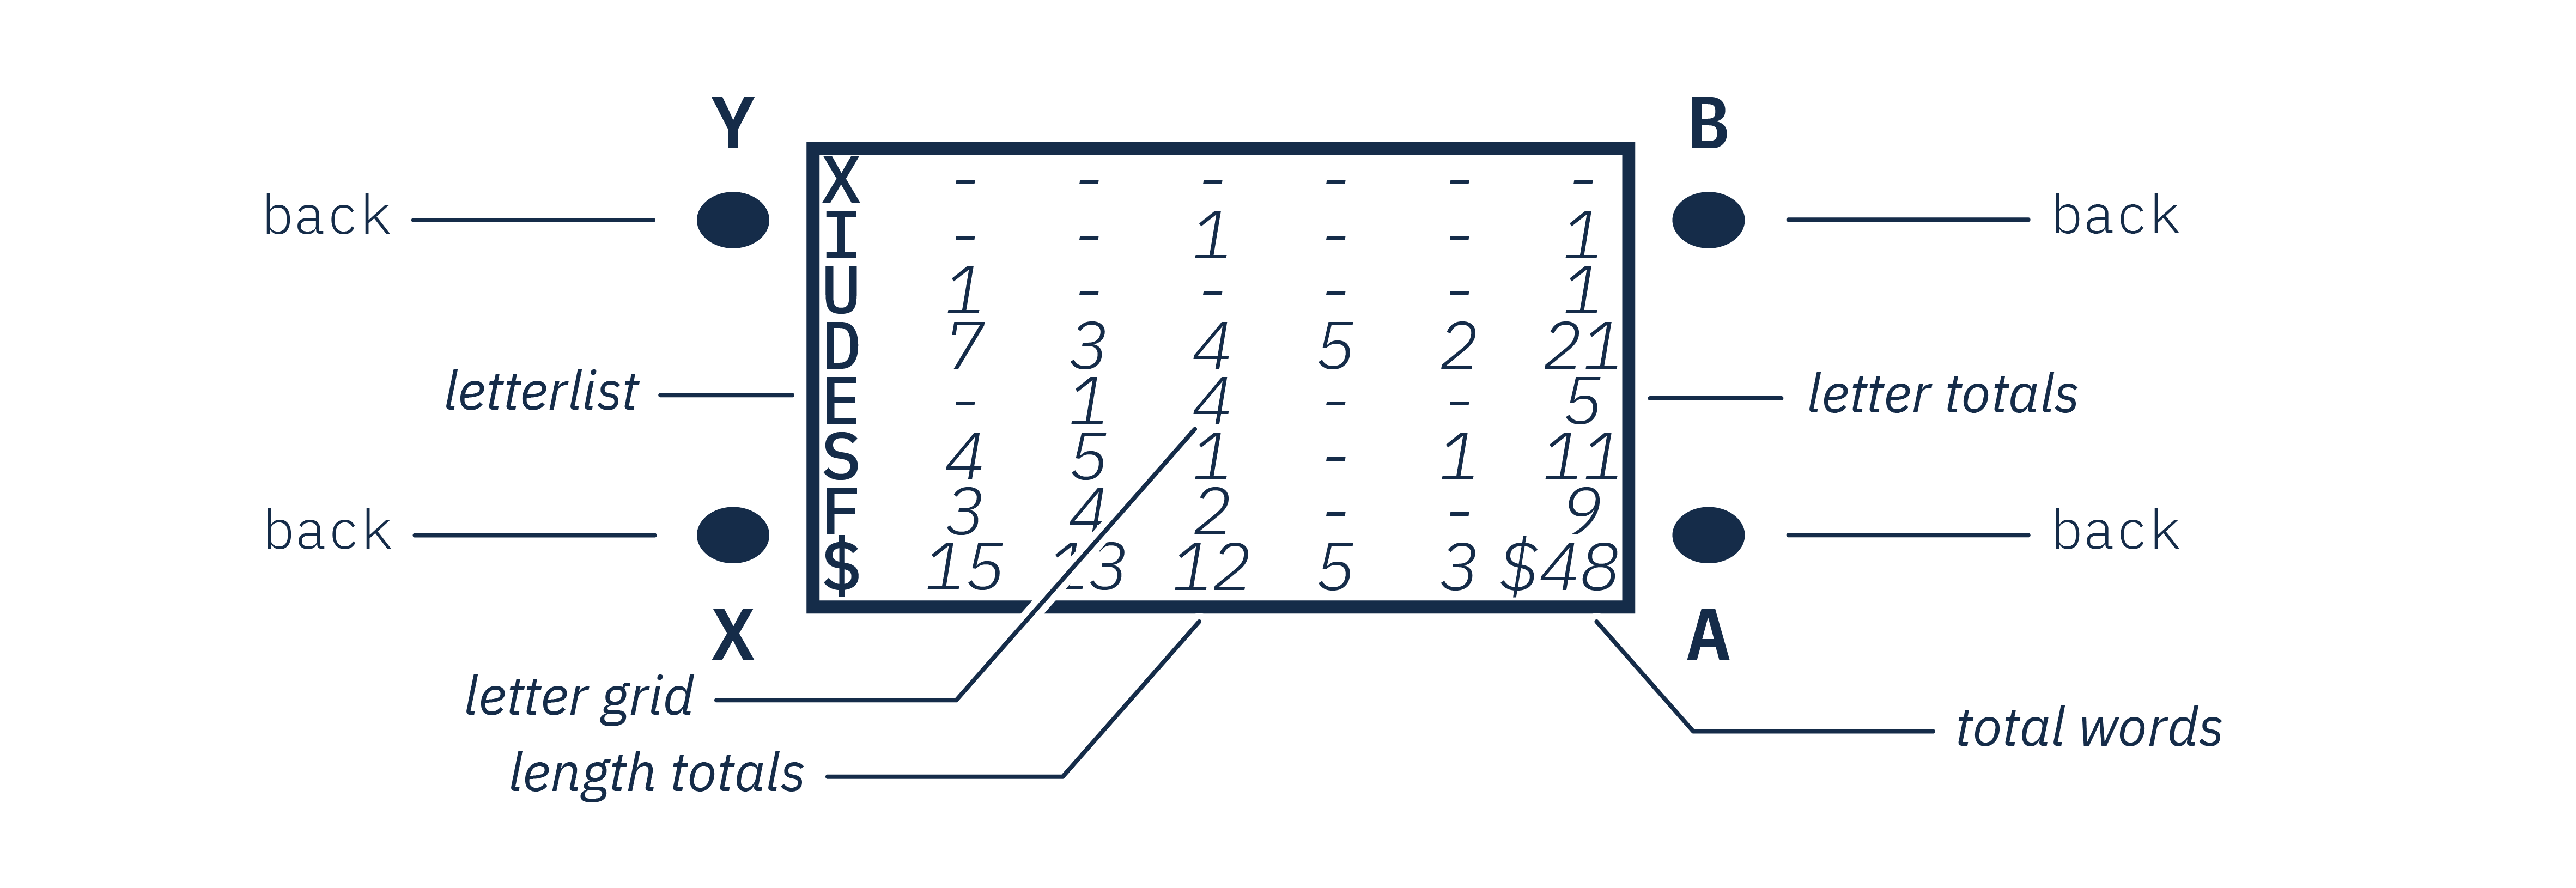 Y
B
back
back
X - - - - - -
I - - 1 - - 1
U 1 - - - - 1
D 7 3 4 5 2 21
E - 1 4 - - 5
S 4 5 1 - 1 11
F 3 4 2 - - 9
$ 15 13 12 5 3 $48
letterlist
letter totals
back
back
X
A
letter grid
total words
length totals